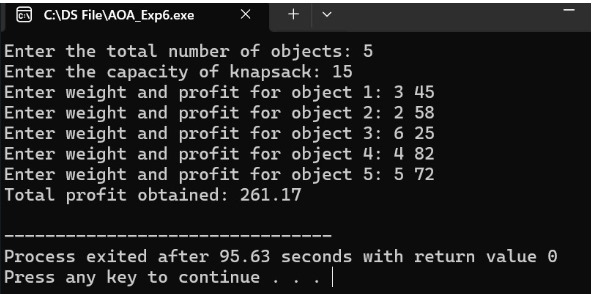 C:\DS File\AOA_Exp6.exe
Enter the total number of objects: 5
Enter the capacity of knapsack: 15
Enter weight and profit for object 1: 3 45
Enter weight and profit for object 2: 2 58
Enter weight and profit for object 3: 6 25
Enter weight and profit for object 4: 4 82
Enter weight and profit for object 5: 5 72
Total profit obtained: 261.17
--------------------------------
Process exited after 95.63 seconds with return value 0
Press any key to continue . . .